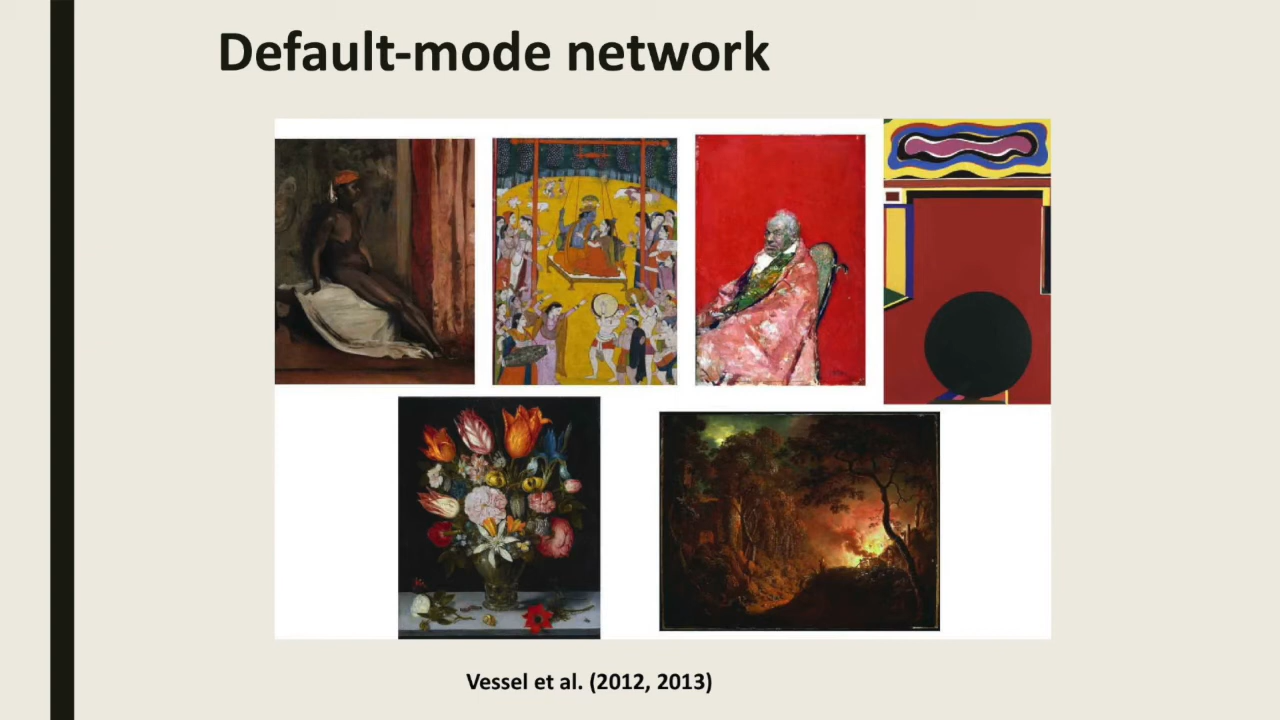 Default-mode network
Vessel et al. (2012, 2013)